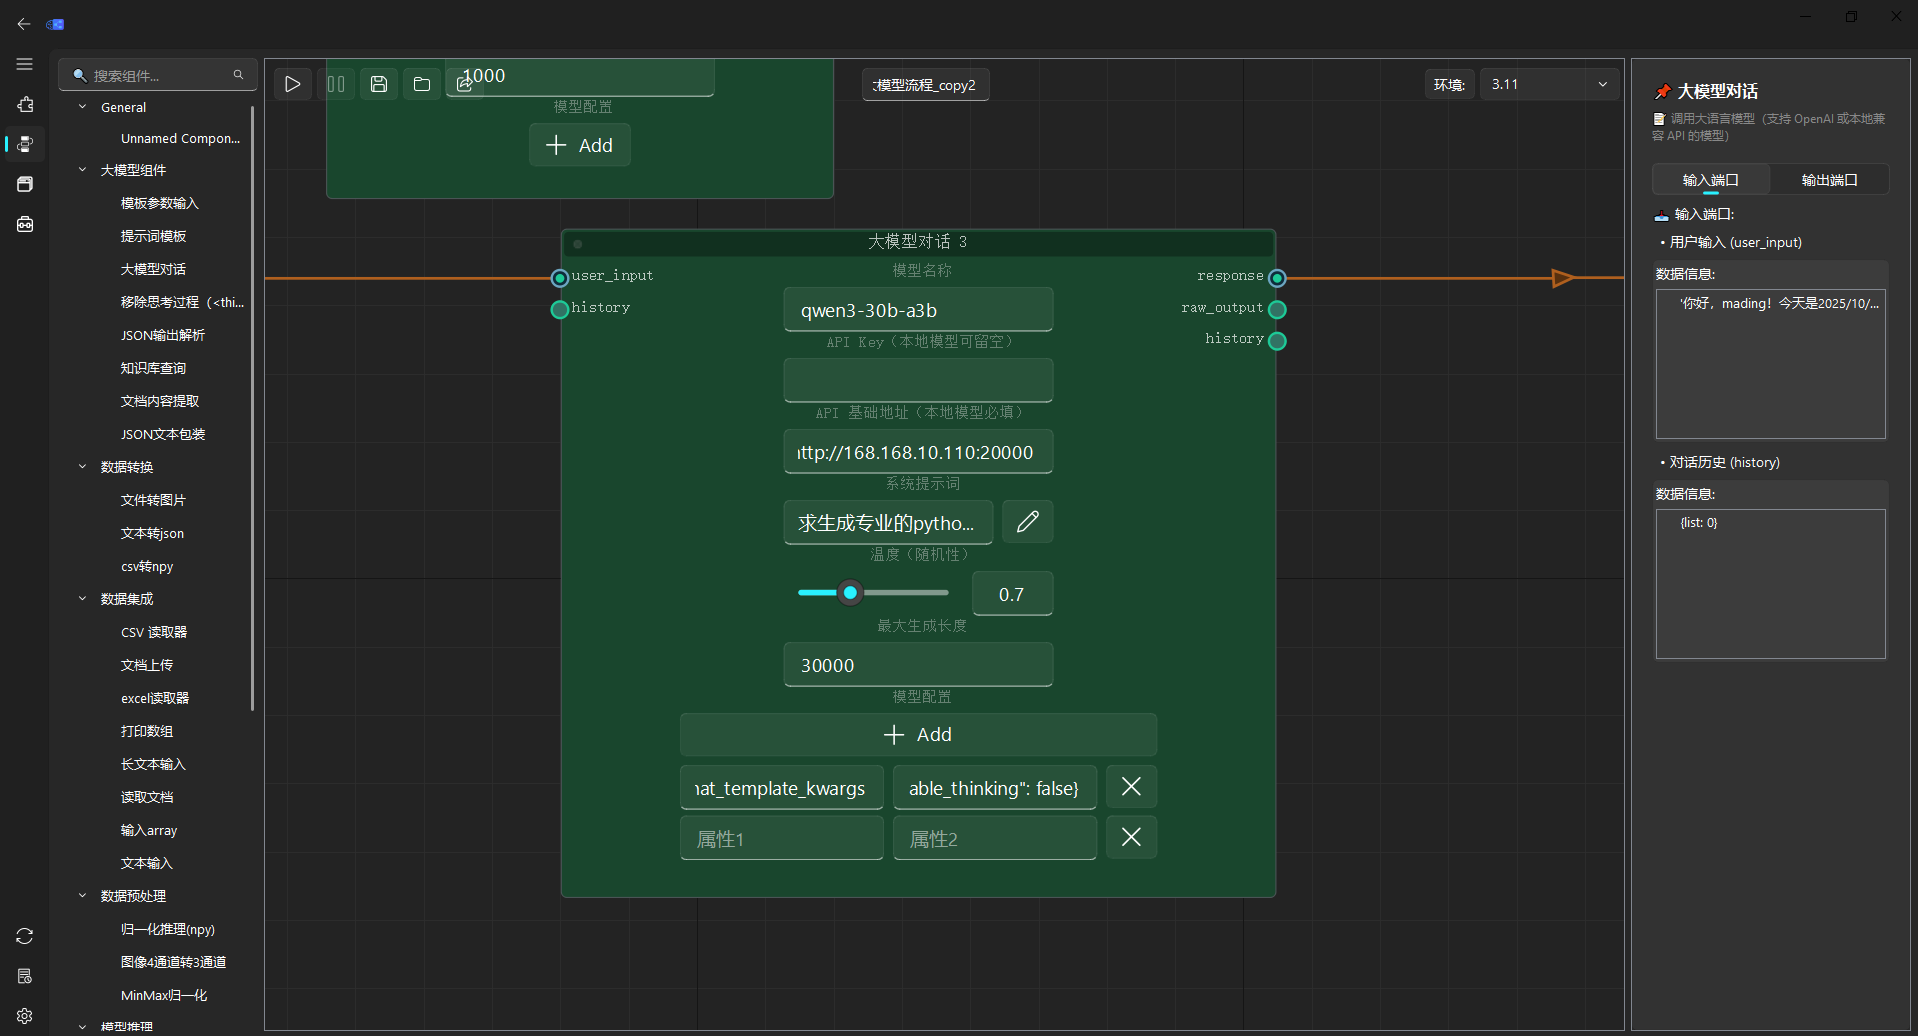 搜索组件...
General
Unnamed Compon...
大模型组件
模板参数输入
提示词模板
大模型对话
移除思考过程（<thi...
JSON输出解析
知识库查询
文档内容提取
JSON文本包装
数据转换
文件转图片
文本转json
csv转npy
数据集成
CSV 读取器
文档上传
excel读取器
打印数组
长文本输入
读取文档
输入array
文本输入
数据预处理
归一化推理(npy)
图像4通道转3通道
MinMax归一化
模型推理
1000
模型配置
Add
模型流程_copy2
环境:
3.11
大模型对话 3
user_input
history
response
raw_output
history
模型名称
qwen3-30b-a3b
API Key（本地模型可留空）
API 基础地址（本地模型必填）
ttp://168.168.10.110:20000
系统提示词
求生成专业的pytho...
温度（随机性）
0.7
最大生成长度
30000
模型配置
Add
nat_template_kwargs
able_thinking": false}
属性1
属性2
大模型对话
调用大语言模型（支持 OpenAI 或本地兼
容 API 的模型）
输入端口
输出端口
输入端口:
• 用户输入 (user_input)
数据信息:
'你好，mading！今天是2025/10/...
• 对话历史 (history)
数据信息:
{list: 0}